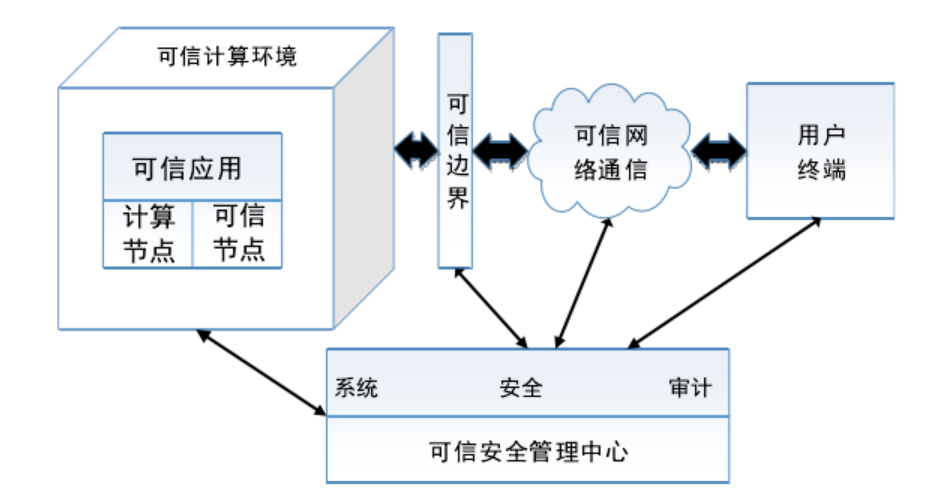 可信计算环境
可信应用
计算
节点
可信
节点
可
信
边
界
可信网
络通信
用户
终端
系统 安全 审计
可信安全管理中心